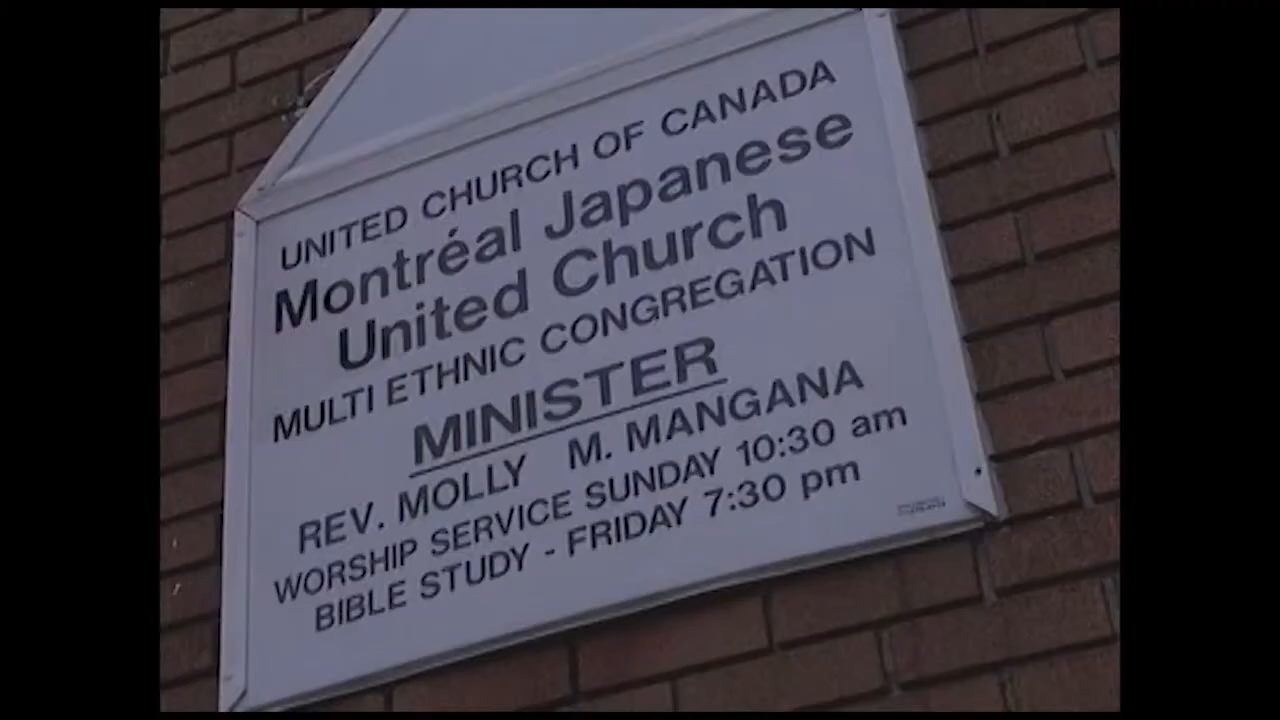 UNITED CHURCH OF CANADA
Montréal Japanese
United Church
MULTI ETHNIC CONGREGATION
MINISTER
REV. MOLLY M. MANGANA
WORSHIP SERVICE SUNDAY 10:30 am
BIBLE STUDY - FRIDAY 7:30 pm